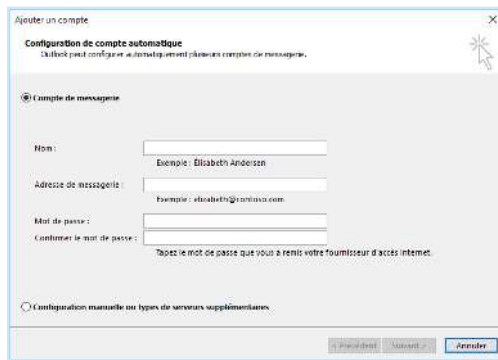 Ajouter un compte
Configuration de compte automatique
Outlook peut configurer automatiquement plusieurs comptes de messagerie.
Compte de messagerie
Nom :
Exemple : Élisabeth Andersen
Adresse de messagerie :
Exemple : elizabeth@contoso.com
Mot de passe :
Confirmer le mot de passe :
Tapez le mot de passe que vous a remis votre fournisseur d'accès Internet.
Configuration manuelle ou types de serveurs supplémentaires
< Précédent Suivant > Annuler